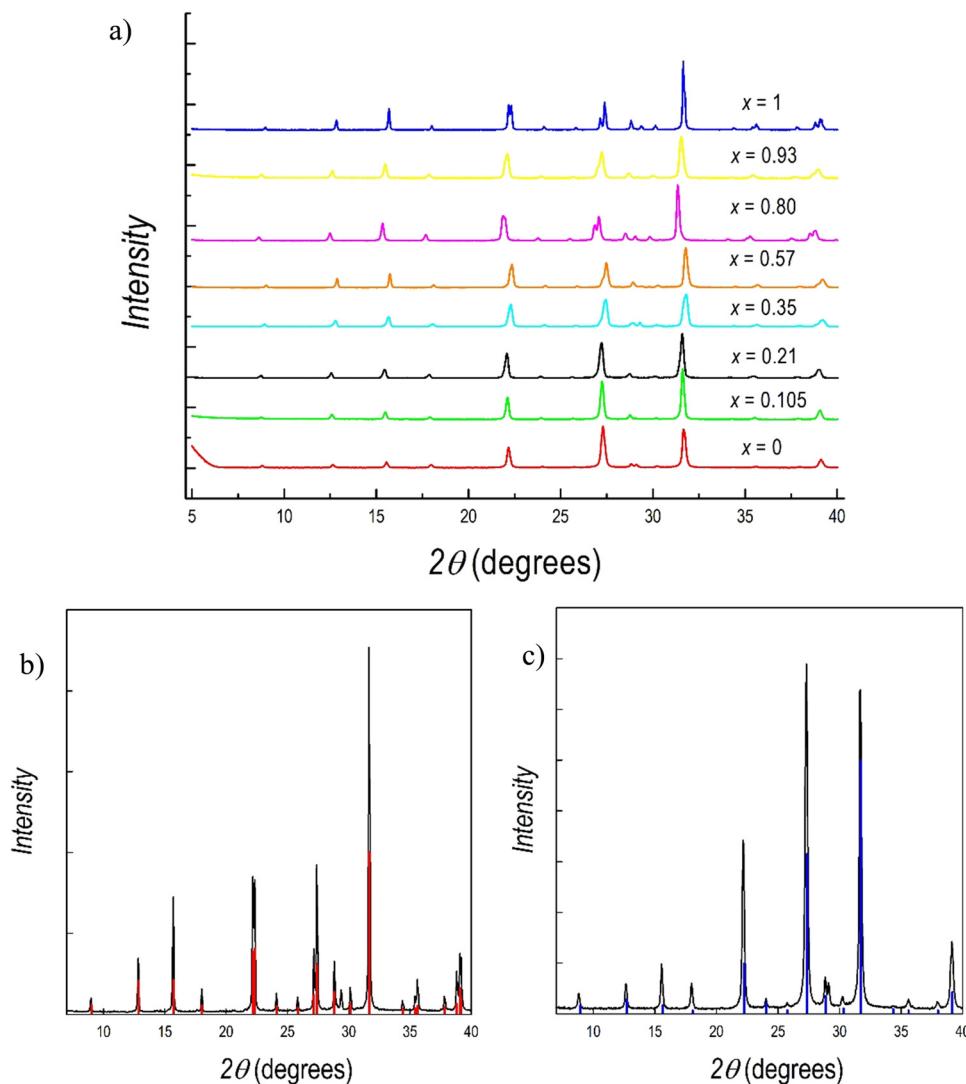 a)
Intensity
x = 1
x = 0.93
x = 0.80
x = 0.57
x = 0.35
x = 0.21
x = 0.105
x = 0
5 10 15 20 25 30 35 40
2θ (degrees)
b)
Intensity
10 15 20 25 30 35 40
2θ (degrees)
c)
Intensity
10 15 20 25 30 35 40
2θ (degrees)